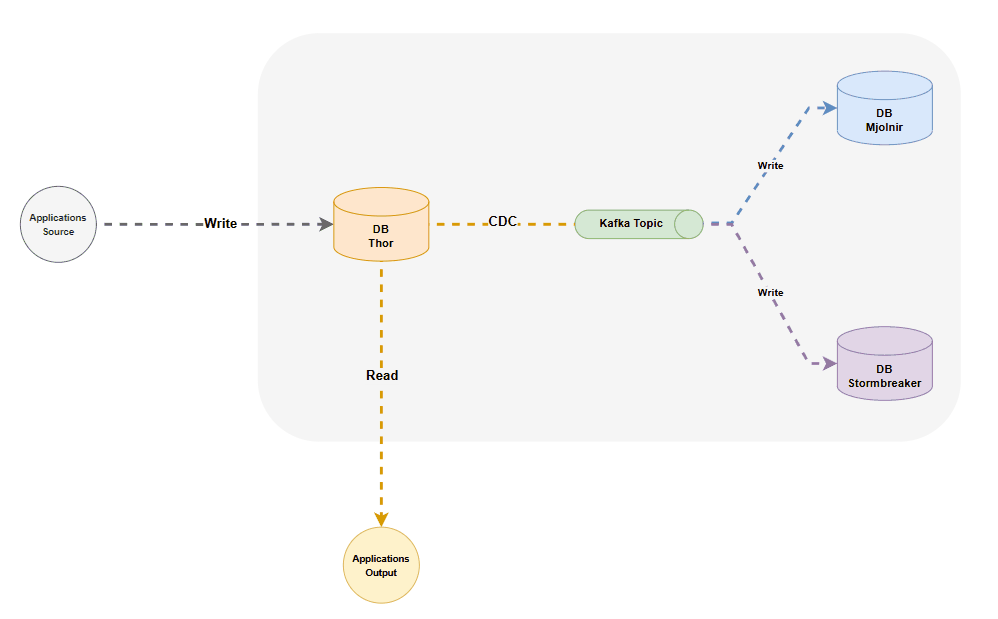 Applications
Source
Write
DB
Thor
CDC
Kafka Topic
Write
DB
Mjolnir
Write
DB
Stormbreaker
Read
Applications
Output